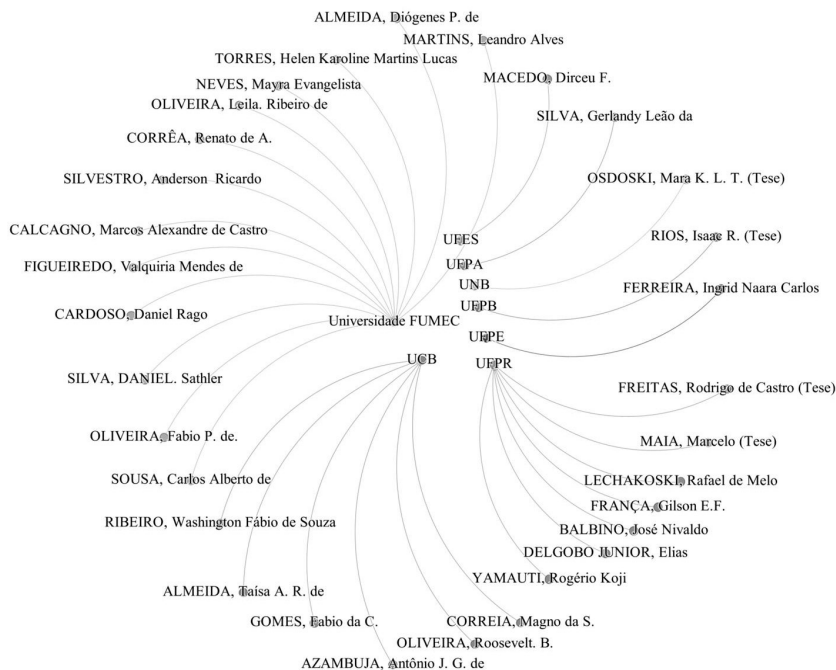 ALMEIDA, Diógenes P. de
MARTINS, Leandro Alves
TORRES, Helen Karoline Martins Lucas
MACEDO, Dirceu F.
NEVES, Mayra Evangelista
OLIVEIRA, Leila. Ribeiro de
SILVA, Gerlandy Leão da
CORRÊA, Renato de A.
SILVESTRO, Anderson Ricardo
OSDOSKI, Mara K. L. T. (Tese)
CALCAGNO, Marcos Alexandre de Castro
RIOS, Isaac R. (Tese)
UFES
FIGUEIREDO, Valquiria Mendes de
UFPA
UNB
FERREIRA, Ingrid Naara Carlos
UFPB
CARDOSO, Daniel Rago
Universidade FUMEC
UFPE
UCB
UFPR
SILVA, DANIEL. Sathler
FREITAS, Rodrigo de Castro (Tese)
OLIVEIRA, Fabio P. de.
MAIA, Marcelo (Tese)
SOUSA, Carlos Alberto de
LECHAKOSKI, Rafael de Melo
FRANÇA, Gilson E.F.
RIBEIRO, Washington Fábio de Souza
BALBINO, José Nivaldo
DELGOBO JUNIOR, Elias
YAMAUTI, Rogério Koji
ALMEIDA, Taísa A. R. de
GOMES, Fabio da C.
CORREIA, Magno da S.
OLIVEIRA, Roosevelt. B.
AZAMBUJA, Antônio J. G. de